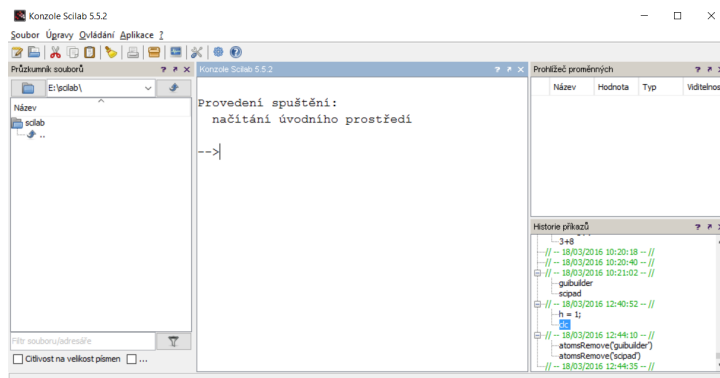 Konzole Scilab 5.5.2
Soubor Úpravy Ovládání Aplikace ?
Průzkumník souborů
E:\scilab\
Název
scilab
..
Filtr souboru/adresáře
Citlivost na velikost písmen ...
Konzole Scilab 5.5.2
Provedení spuštění:
načítání úvodního prostředí
-->
Prohlížeč proměnných
Název Hodnota Typ Viditelnos
Historie příkazů
3+8
// -- 18/03/2016 10:20:18 -- //
// -- 18/03/2016 10:20:40 -- //
// -- 18/03/2016 10:21:02 -- //
guibuilder
scipad
// -- 18/03/2016 12:40:52 -- //
h = 1;
clc
// -- 18/03/2016 12:44:10 -- //
atomsRemove('guibuilder')
atomsRemove('scipad')
// -- 18/03/2016 12:44:35 -- //